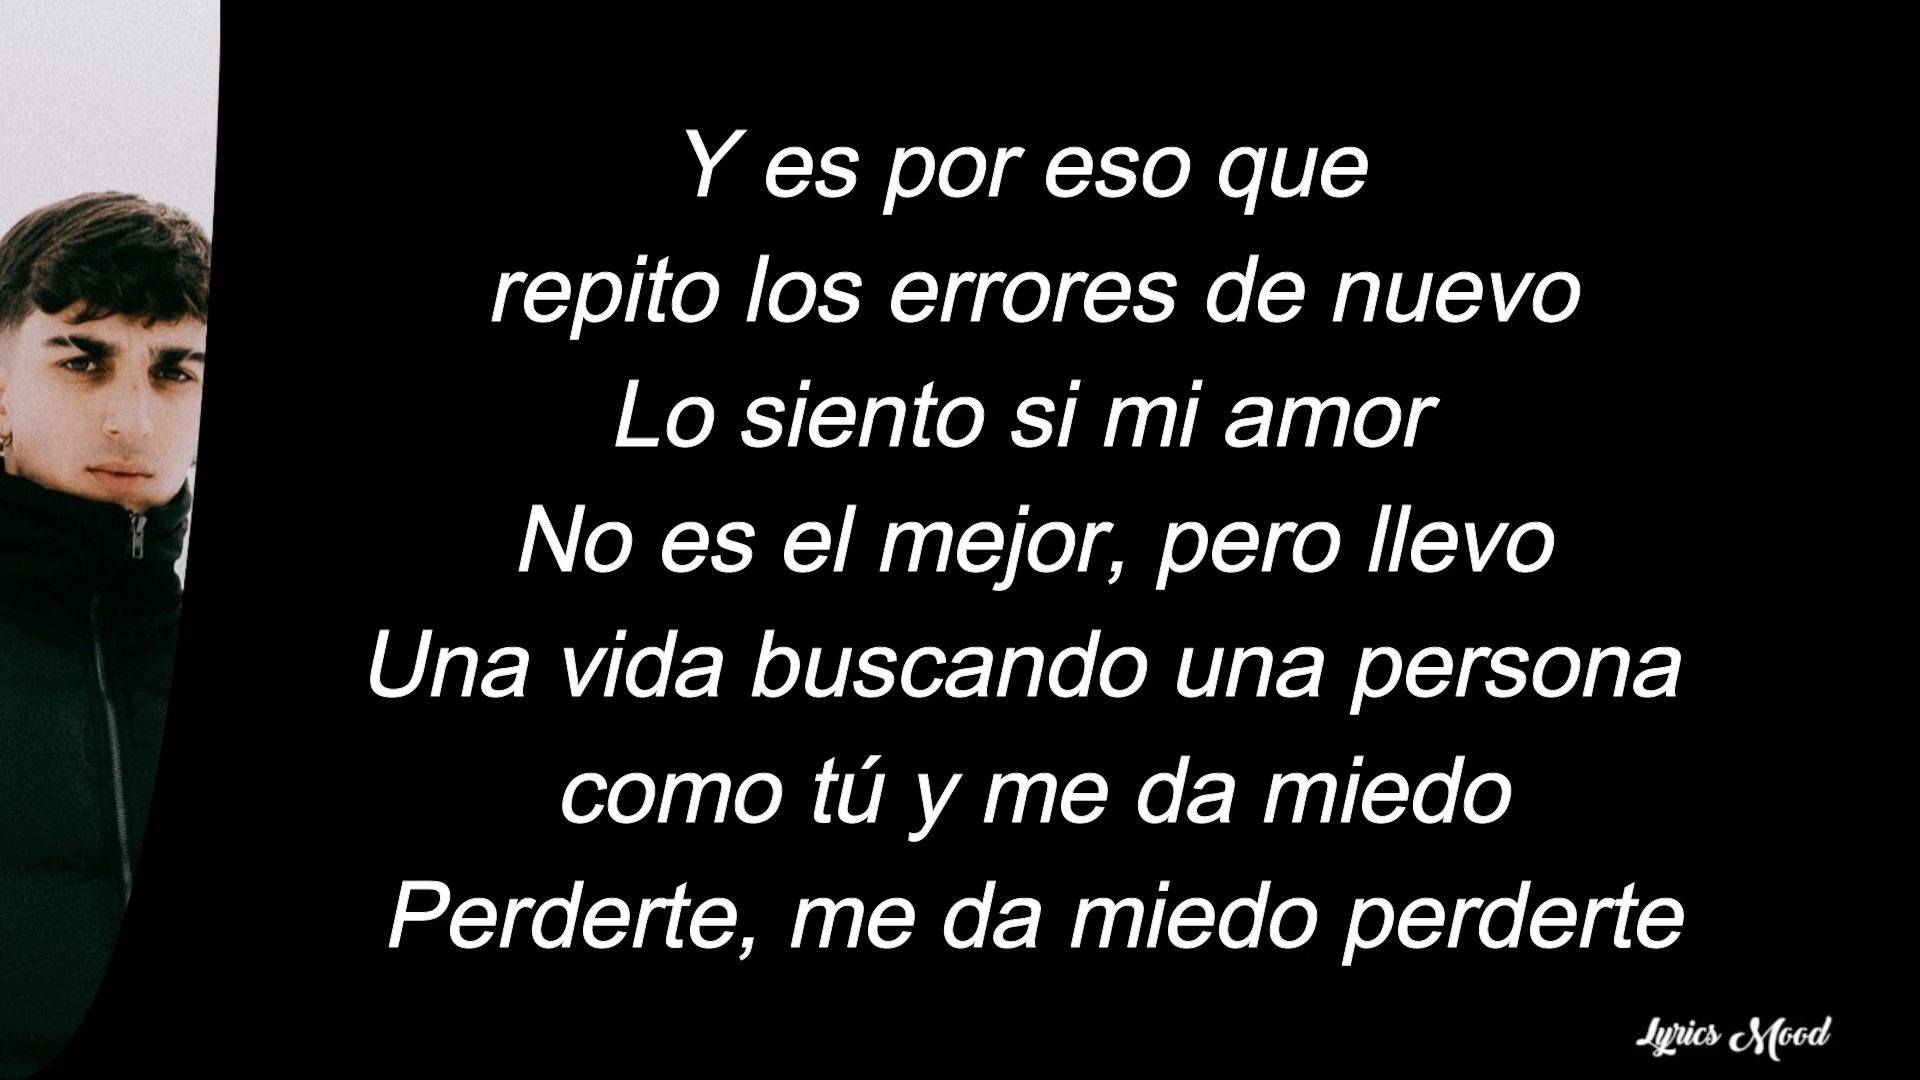 Y es por eso que
repito los errores de nuevo
Lo siento si mi amor
No es el mejor, pero llevo
Una vida buscando una persona
como tú y me da miedo
Perderte, me da miedo perderte
Lyrics Mood